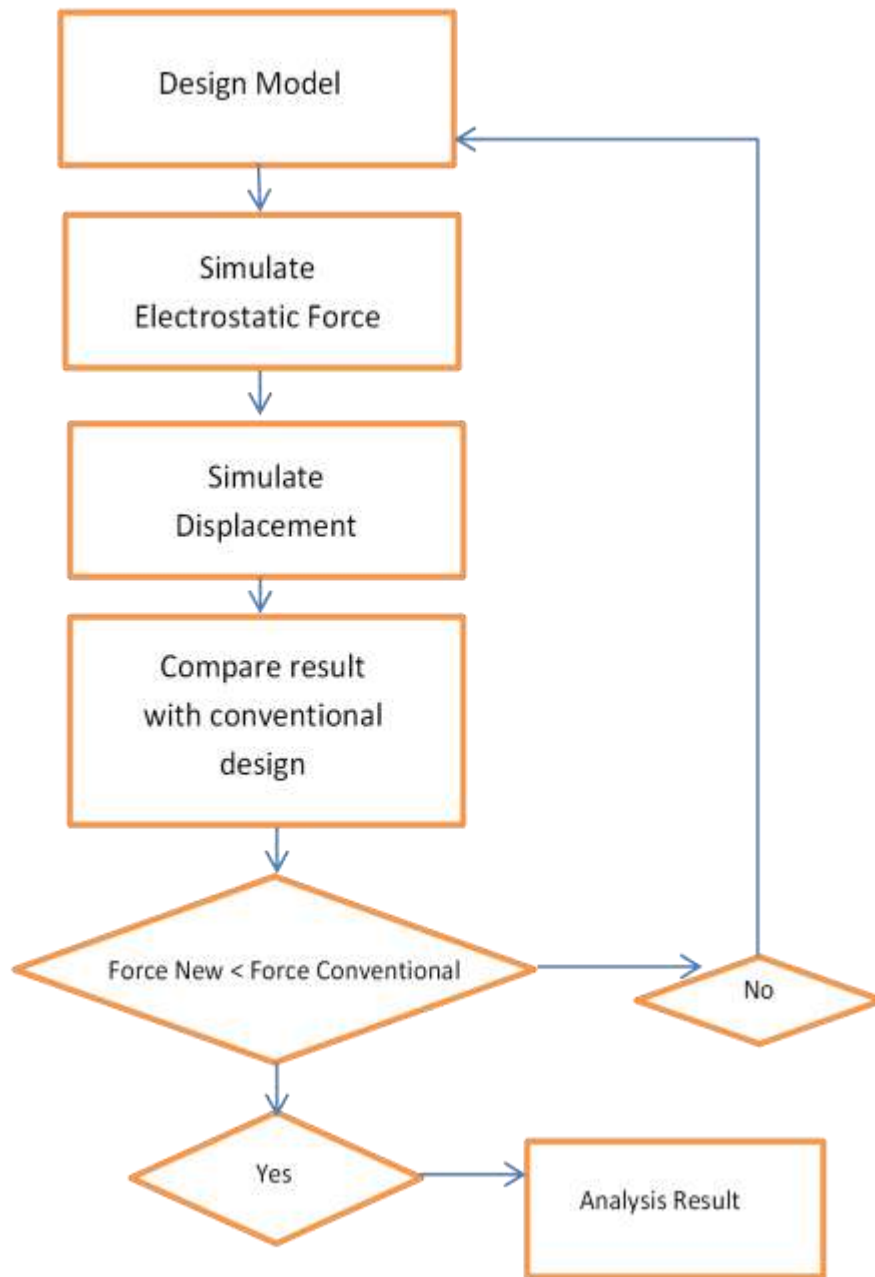 Design Model
Simulate
Electrostatic Force
Simulate
Displacement
Compare result
with conventional
design
Force New < Force Conventional
No
Yes
Analysis Result